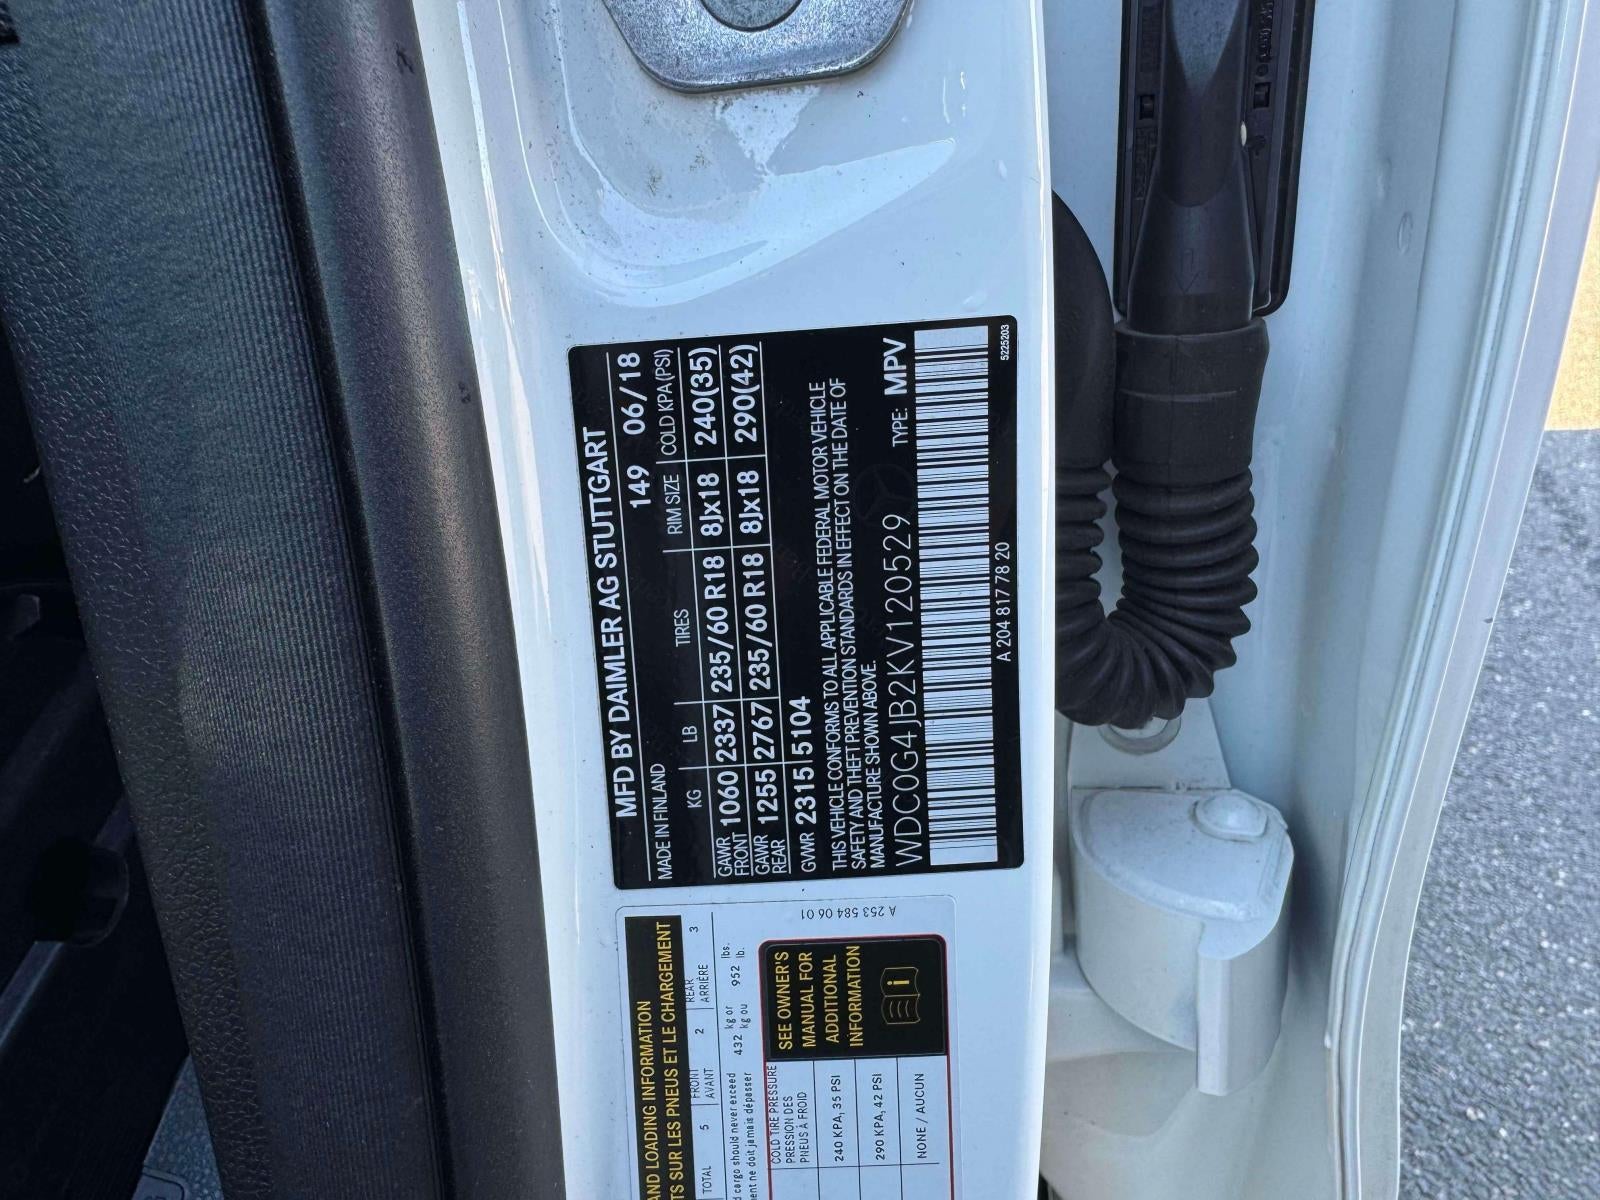 MFD BY DAIMLER AG STUTTGART
MADE IN FINLAND 149 06/18
KG LB TIRES RIM SIZE COLD KPA(PSI)
GAWR FRONT 1060 2337 235/60 R18 8Jx18 240(35)
GAWR REAR 1255 2767 235/60 R18 8Jx18 290(42)
GVWR 2315 5104
THIS VEHICLE CONFORMS TO ALL APPLICABLE FEDERAL MOTOR VEHICLE
SAFETY AND THEFT PREVENTION STANDARDS IN EFFECT ON THE DATE OF
MANUFACTURE SHOWN ABOVE.
WDC0G4JB2KV120529 TYPE: MPV
A 204 817 78 20
5225203
A 253 584 06 01
AND LOADING INFORMATION
TS SUR LES PNEUS ET LE CHARGEMENT
TOTAL 5 FRONT AVANT 2 REAR ARRIÈRE 3
d cargo should never exceed 432 kg or 952 lbs.
ment ne doit jamais dépasser kg ou lb.
COLD TIRE PRESSURE
PRESSION DES
PNEUS À FROID
240 KPA, 35 PSI
290 KPA, 42 PSI
NONE / AUCUN
SEE OWNER'S
MANUAL FOR
ADDITIONAL
INFORMATION